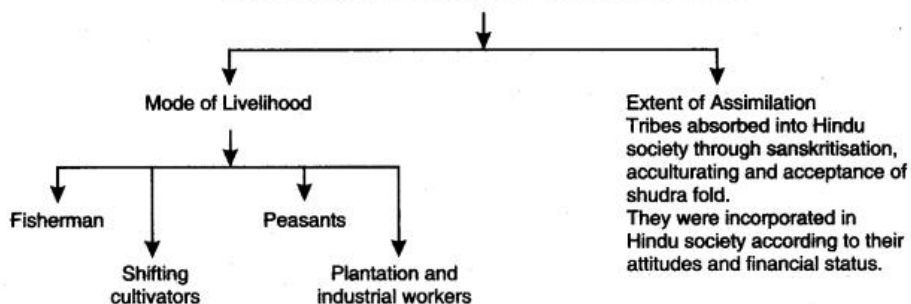 Mode of Livelihood
Fisherman
Shifting
cultivators
Peasants
Plantation and
industrial workers
Extent of Assimilation
Tribes absorbed into Hindu
society through sanskritisation,
acculturating and acceptance of
shudra fold.
They were incorporated in
Hindu society according to their
attitudes and financial status.